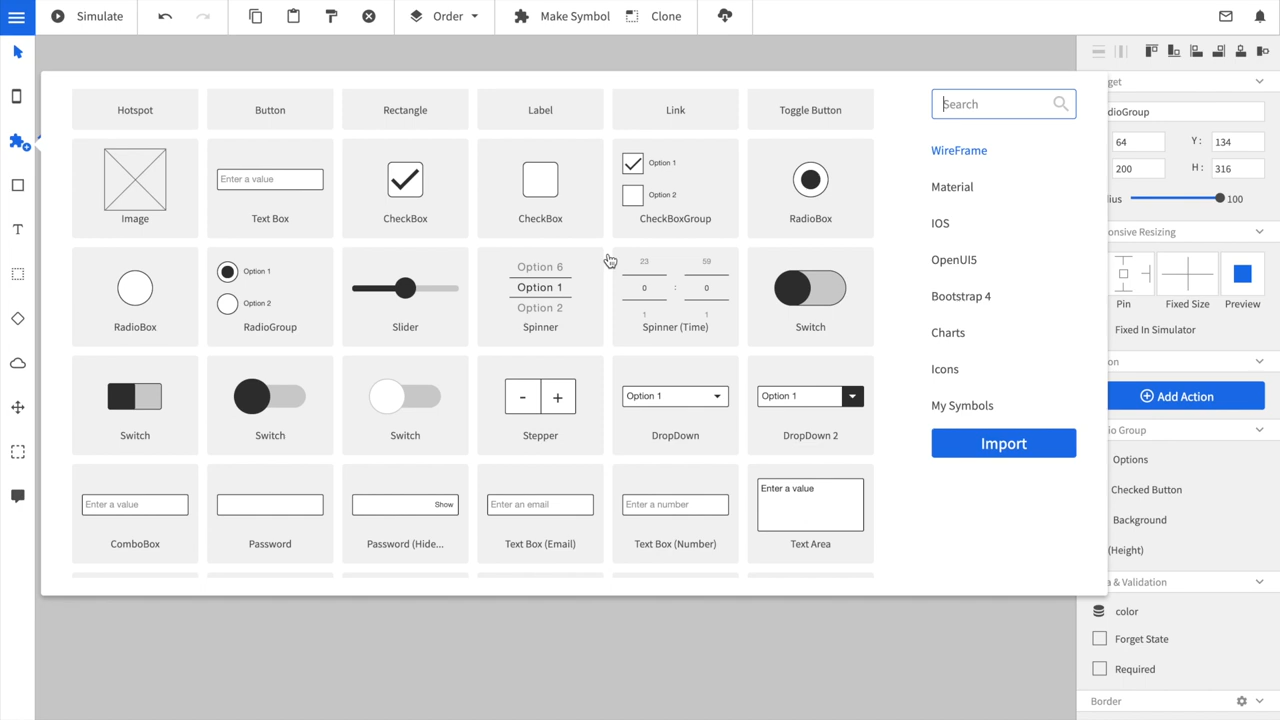 Simulate
Order
Make Symbol
Clone
Hotspot
Button
Rectangle
Label
Link
Toggle Button
Image
Enter a value
Text Box
CheckBox
CheckBox
Option 1
Option 2
CheckBoxGroup
RadioBox
RadioBox
Option 1
Option 2
RadioGroup
Slider
Option 6
Option 1
Option 2
Spinner
23 59
0 : 0
1 1
Spinner (Time)
Switch
Switch
Switch
Switch
- +
Stepper
Option 1
DropDown
Option 1
DropDown 2
Enter a value
ComboBox
Password
Show
Password (Hide...
Enter an email
Text Box (Email)
Enter a number
Text Box (Number)
Enter a value
Text Area
Search
WireFrame
Material
IOS
OpenUI5
Bootstrap 4
Charts
Icons
My Symbols
Import
get
dioGroup
64 Y : 134
200 H : 316
lius 100
onsive Resizing
Pin Fixed Size Preview
Fixed In Simulator
on
Add Action
io Group
Options
Checked Button
Background
(Height)
a & Validation
color
Forget State
Required
Border